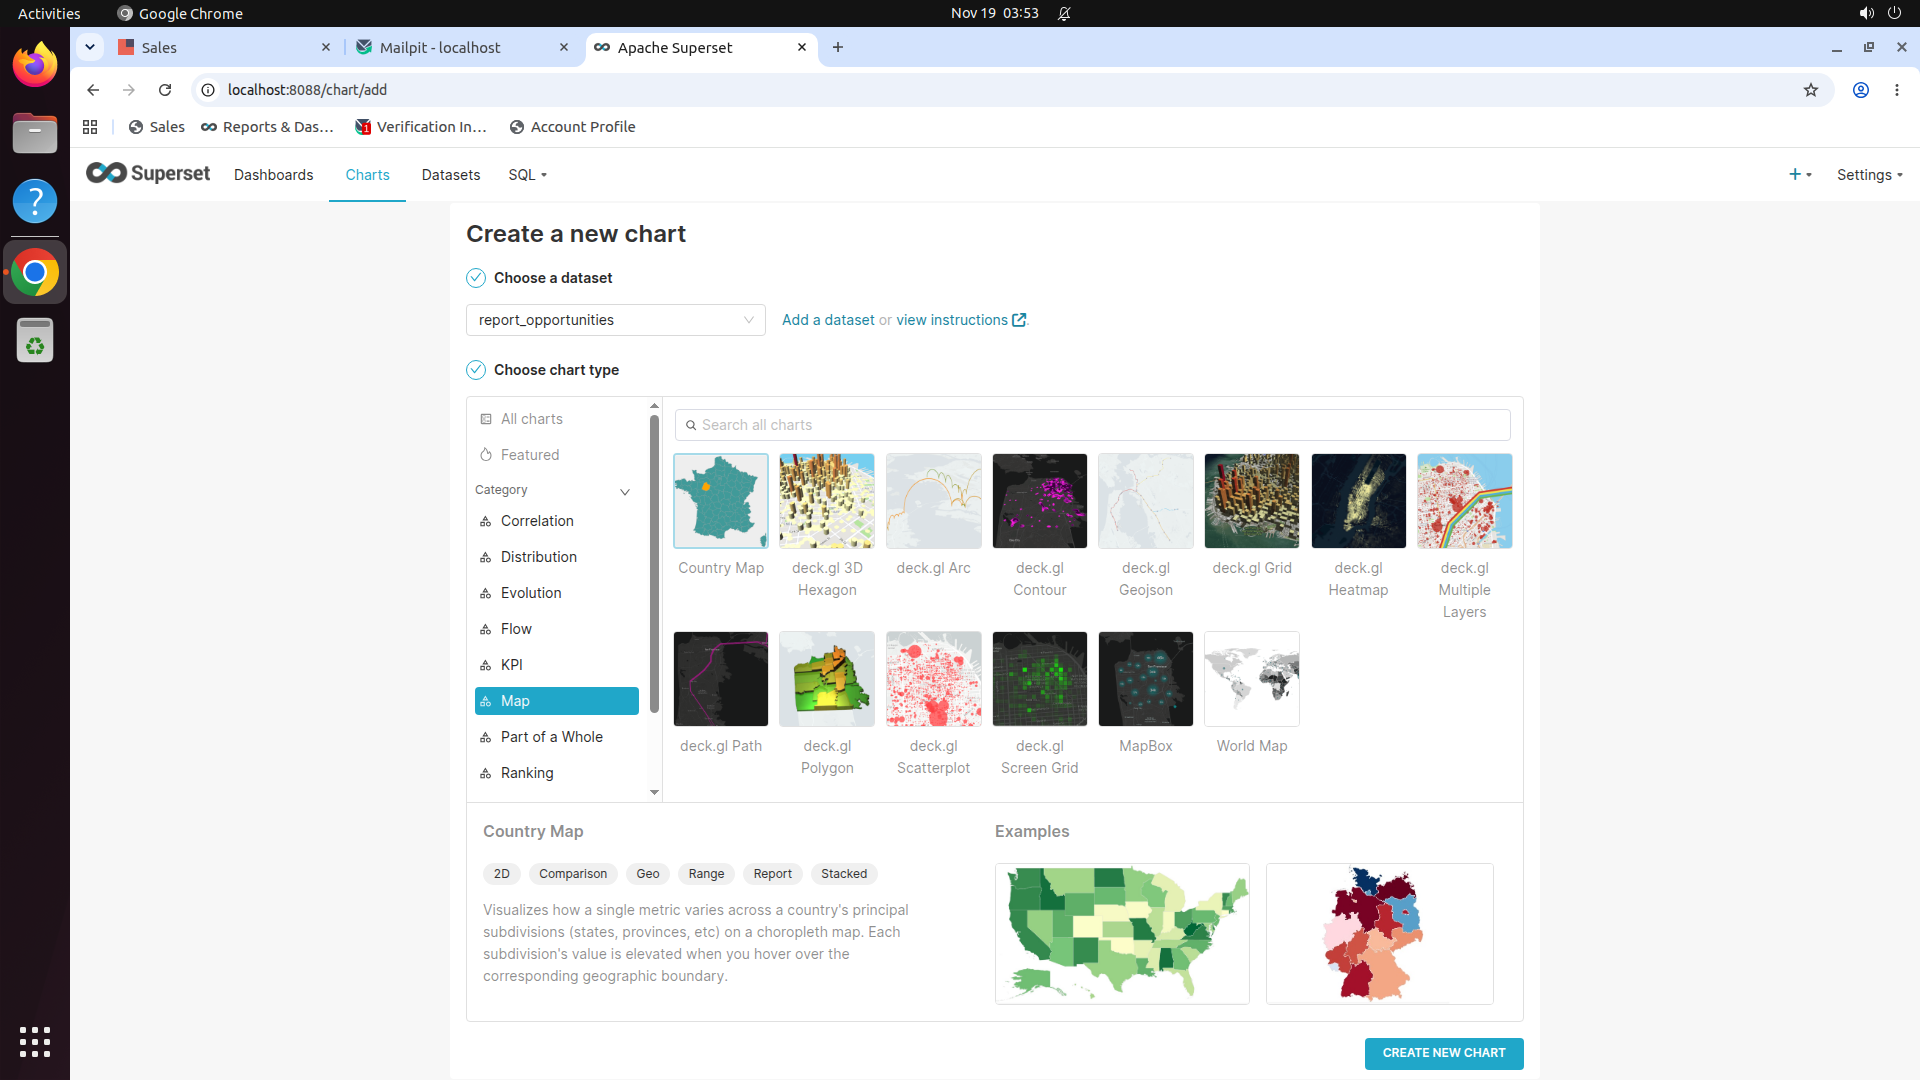 Activities
Google Chrome
Nov 19 03:53
Sales
Mailpit - localhost
Apache Superset
localhost:8088/chart/add
Sales
Reports & Das...
1
Verification In...
Account Profile
Superset
Dashboards
Charts
Datasets
SQL
Settings
Create a new chart
Choose a dataset
report_opportunities
Add a dataset or view instructions.
Choose chart type
All charts
Featured
Category
Correlation
Distribution
Evolution
Flow
KPI
Map
Part of a Whole
Ranking
Search all charts
Country Map
deck.gl 3D
Hexagon
deck.gl Arc
deck.gl
Contour
deck.gl
Geojson
deck.gl Grid
deck.gl
Heatmap
deck.gl
Multiple
Layers
deck.gl Path
deck.gl
Polygon
deck.gl
Scatterplot
deck.gl
Screen Grid
MapBox
World Map
Country Map
2D
Comparison
Geo
Range
Report
Stacked
Visualizes how a single metric varies across a country's principal
subdivisions (states, provinces, etc) on a choropleth map. Each
subdivision's value is elevated when you hover over the
corresponding geographic boundary.
Examples
CREATE NEW CHART